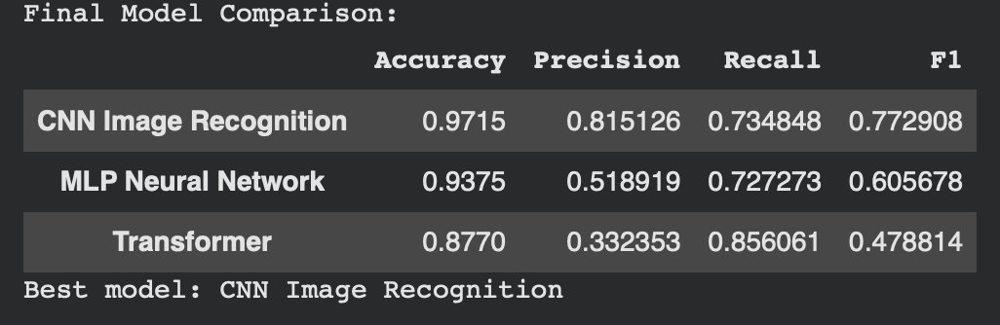 Final Model Comparison:
Accuracy Precision Recall F1
CNN Image Recognition 0.9715 0.815126 0.734848 0.772908
MLP Neural Network 0.9375 0.518919 0.727273 0.605678
Transformer 0.8770 0.332353 0.856061 0.478814
Best model: CNN Image Recognition